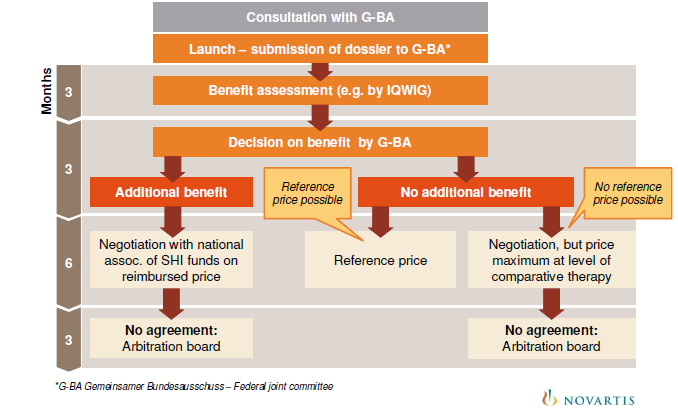 Consultation with G-BA
Launch – submission of dossier to G-BA*
Months
3
Benefit assessment (e.g. by IQWiG)
3
Decision on benefit by G-BA
Additional benefit
Reference
price possible
No additional benefit
No reference
price possible
6
Negotiation with national
assoc. of SHI funds on
reimbursed price
Reference price
Negotiation, but price
maximum at level of
comparative therapy
3
No agreement:
Arbitration board
No agreement:
Arbitration board
*G-BA Gemeinsamer Bundesausschuss – Federal joint committee
NOVARTIS